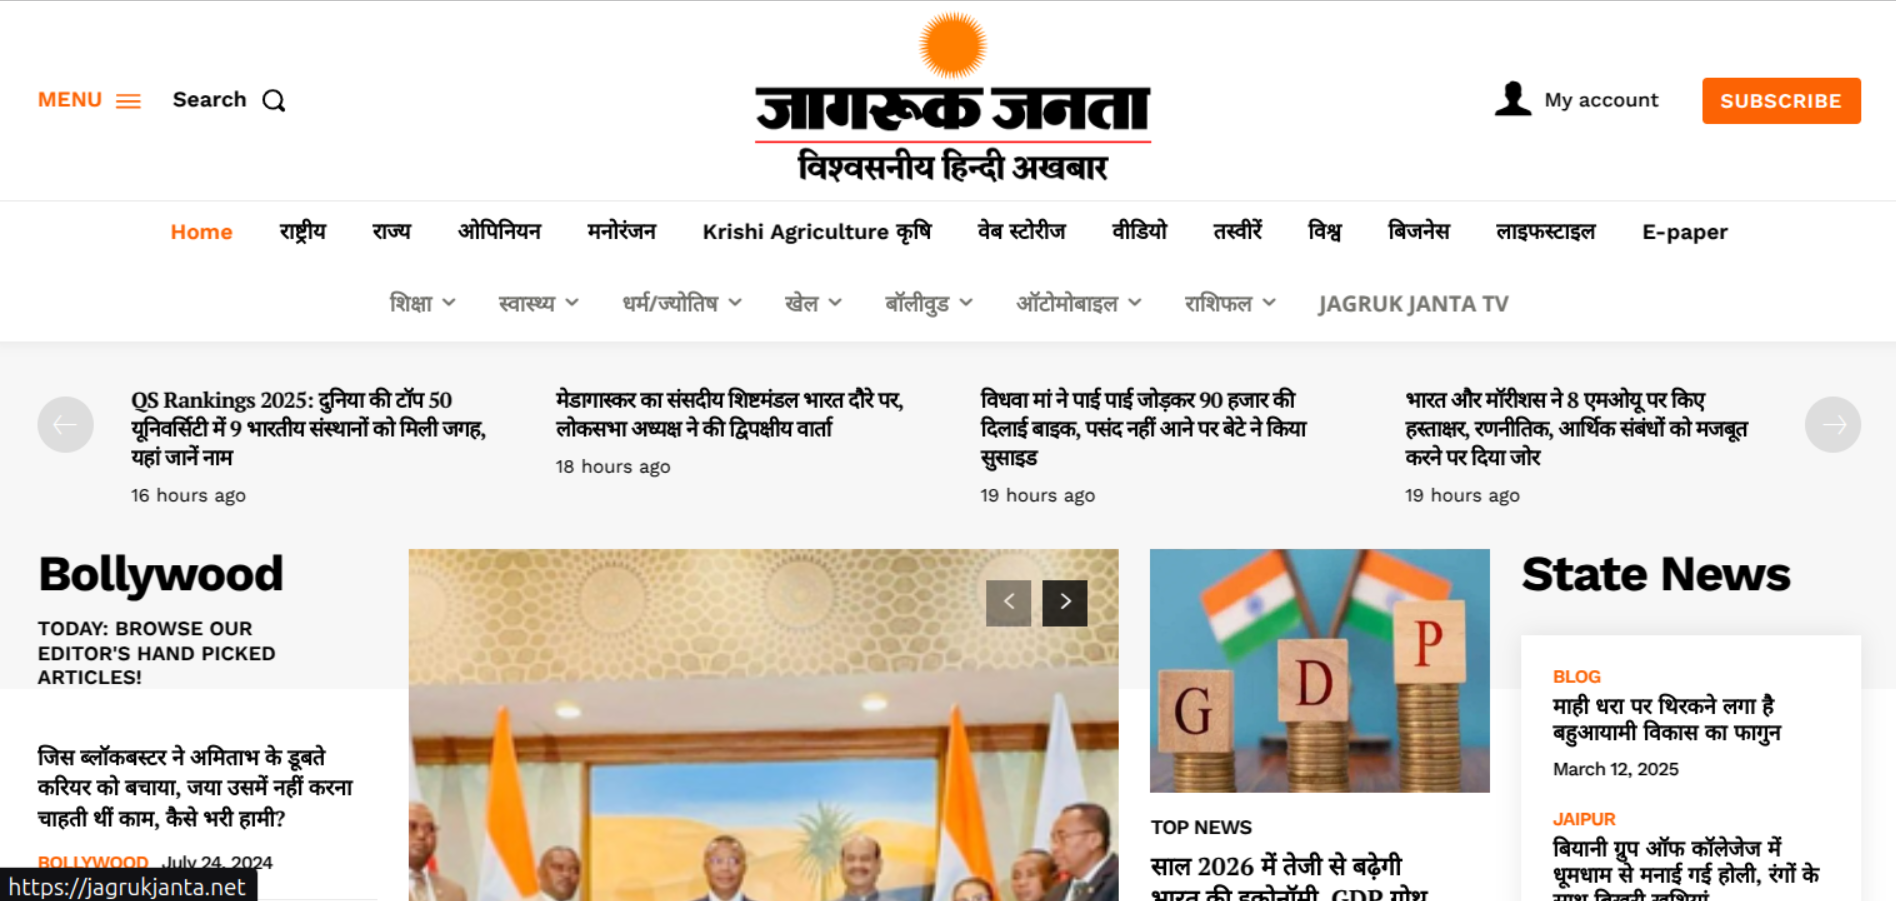 MENU
Search
जागरूक जनता
विश्वसनीय हिन्दी अखबार
My account
SUBSCRIBE
Home राष्ट्रीय राज्य ओपिनियन मनोरंजन Krishi Agriculture कृषि वेब स्टोरीज वीडियो तस्वीरें विश्व बिजनेस लाइफस्टाइल E-paper
शिक्षा स्वास्थ्य धर्म/ज्योतिष खेल बॉलीवुड ऑटोमोबाइल राशिफल JAGRUK JANTA TV
QS Rankings 2025: दुनिया की टॉप 50
यूनिवर्सिटी में 9 भारतीय संस्थानों को मिली जगह,
यहां जानें नाम
16 hours ago
मेडागास्कर का संसदीय शिष्टमंडल भारत दौरे पर,
लोकसभा अध्यक्ष ने की द्विपक्षीय वार्ता
18 hours ago
विधवा मां ने पाई पाई जोड़कर 90 हजार की
दिलाई बाइक, पसंद नहीं आने पर बेटे ने किया
सुसाइड
19 hours ago
भारत और मॉरीशस ने 8 एमओयू पर किए
हस्ताक्षर, रणनीतिक, आर्थिक संबंधों को मजबूत
करने पर दिया जोर
19 hours ago
Bollywood
TODAY: BROWSE OUR
EDITOR'S HAND PICKED
ARTICLES!
जिस ब्लॉकबस्टर ने अमिताभ के डूबते
करियर को बचाया, जया उसमें नहीं करना
चाहती थीं काम, कैसे भरी हामी?
BOLLYWOOD July 24, 2024
https://jagrukjanta.net
G D P
TOP NEWS
साल 2026 में तेजी से बढ़ेगी
भारत की इकोनॉमी, GDP ग्रोथ
State News
BLOG
माही धरा पर थिरकने लगा है
बहुआयामी विकास का फागुन
March 12, 2025
JAIPUR
बियानी ग्रुप ऑफ कॉलेजेज में
धूमधाम से मनाई गई होली, रंगों के